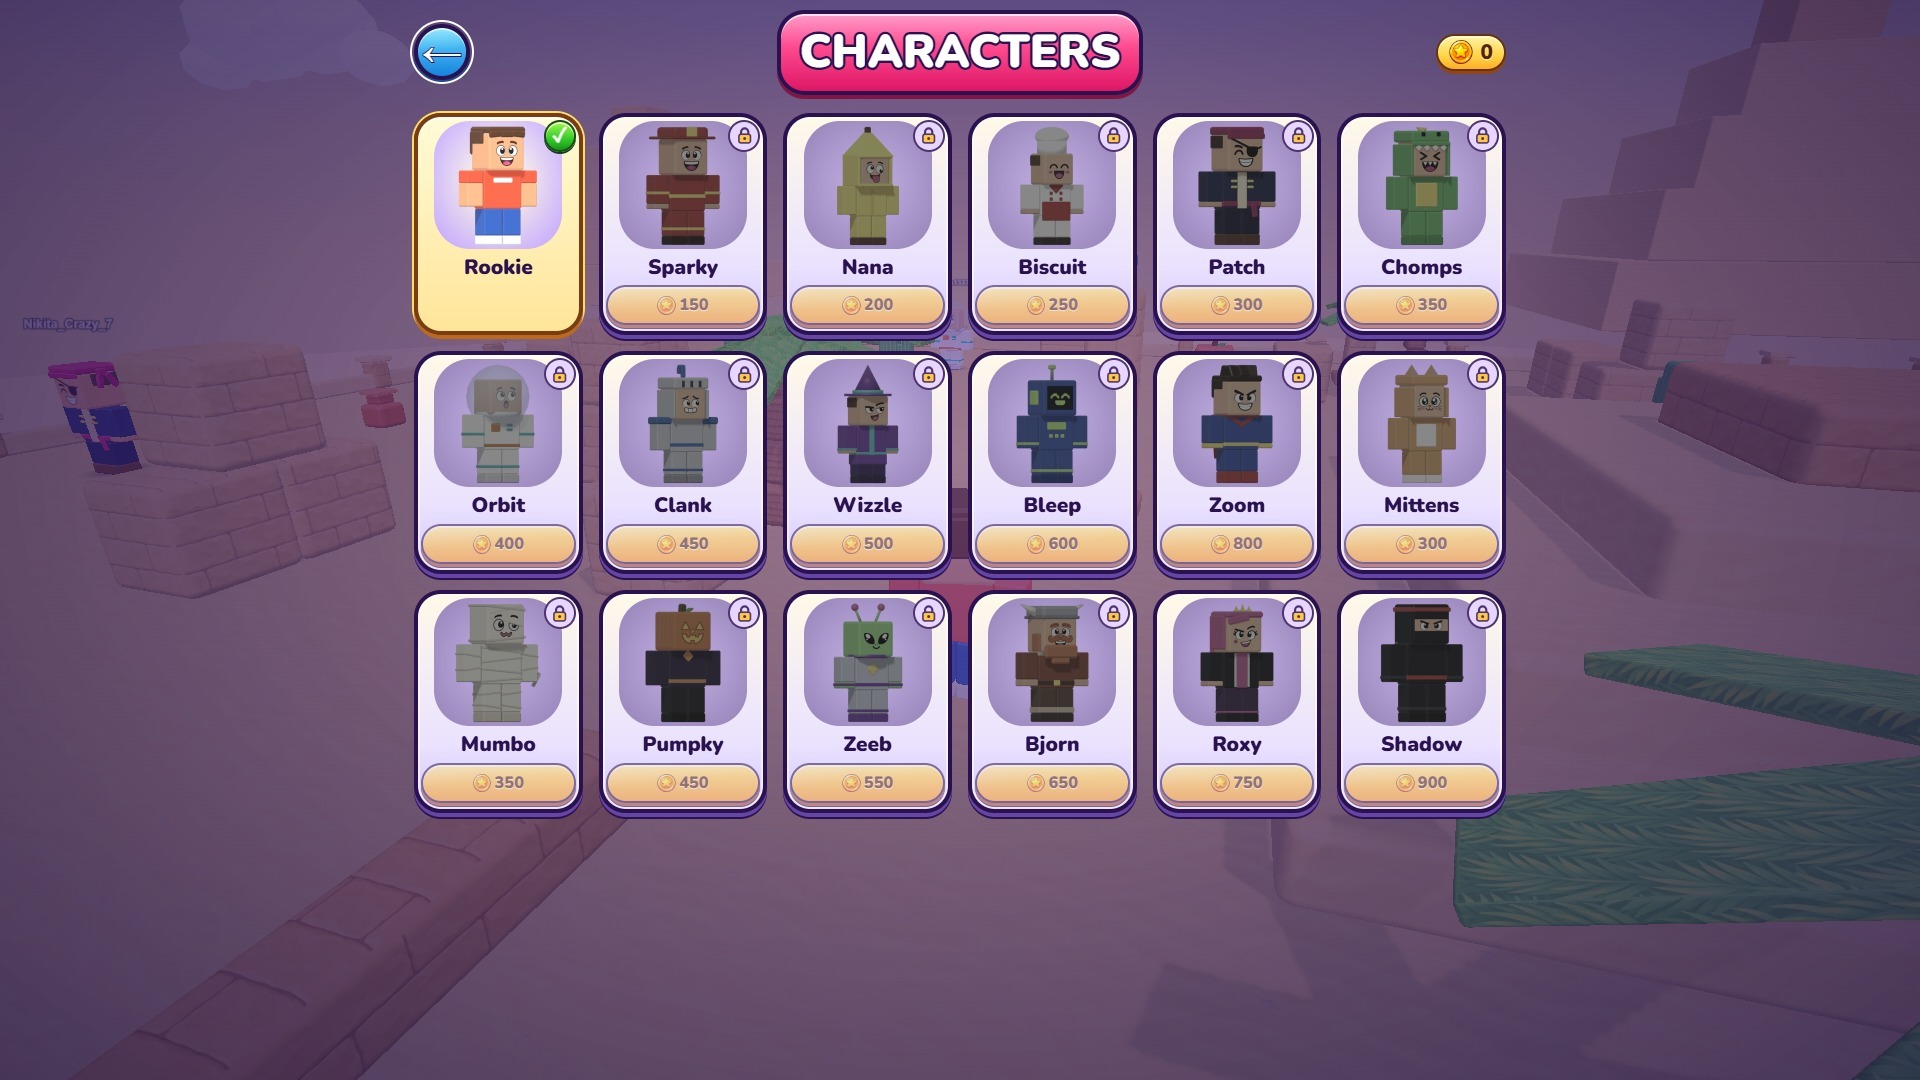 CHARACTERS
0
Rookie
Sparky
Nana
Biscuit
Patch
Chomps
150
200
250
300
350
Nikita_Crazy_7
Orbit
Clank
Wizzle
Bleep
Zoom
Mittens
400
450
500
600
800
300
Mumbo
Pumpky
Zeeb
Bjorn
Roxy
Shadow
350
450
550
650
750
900